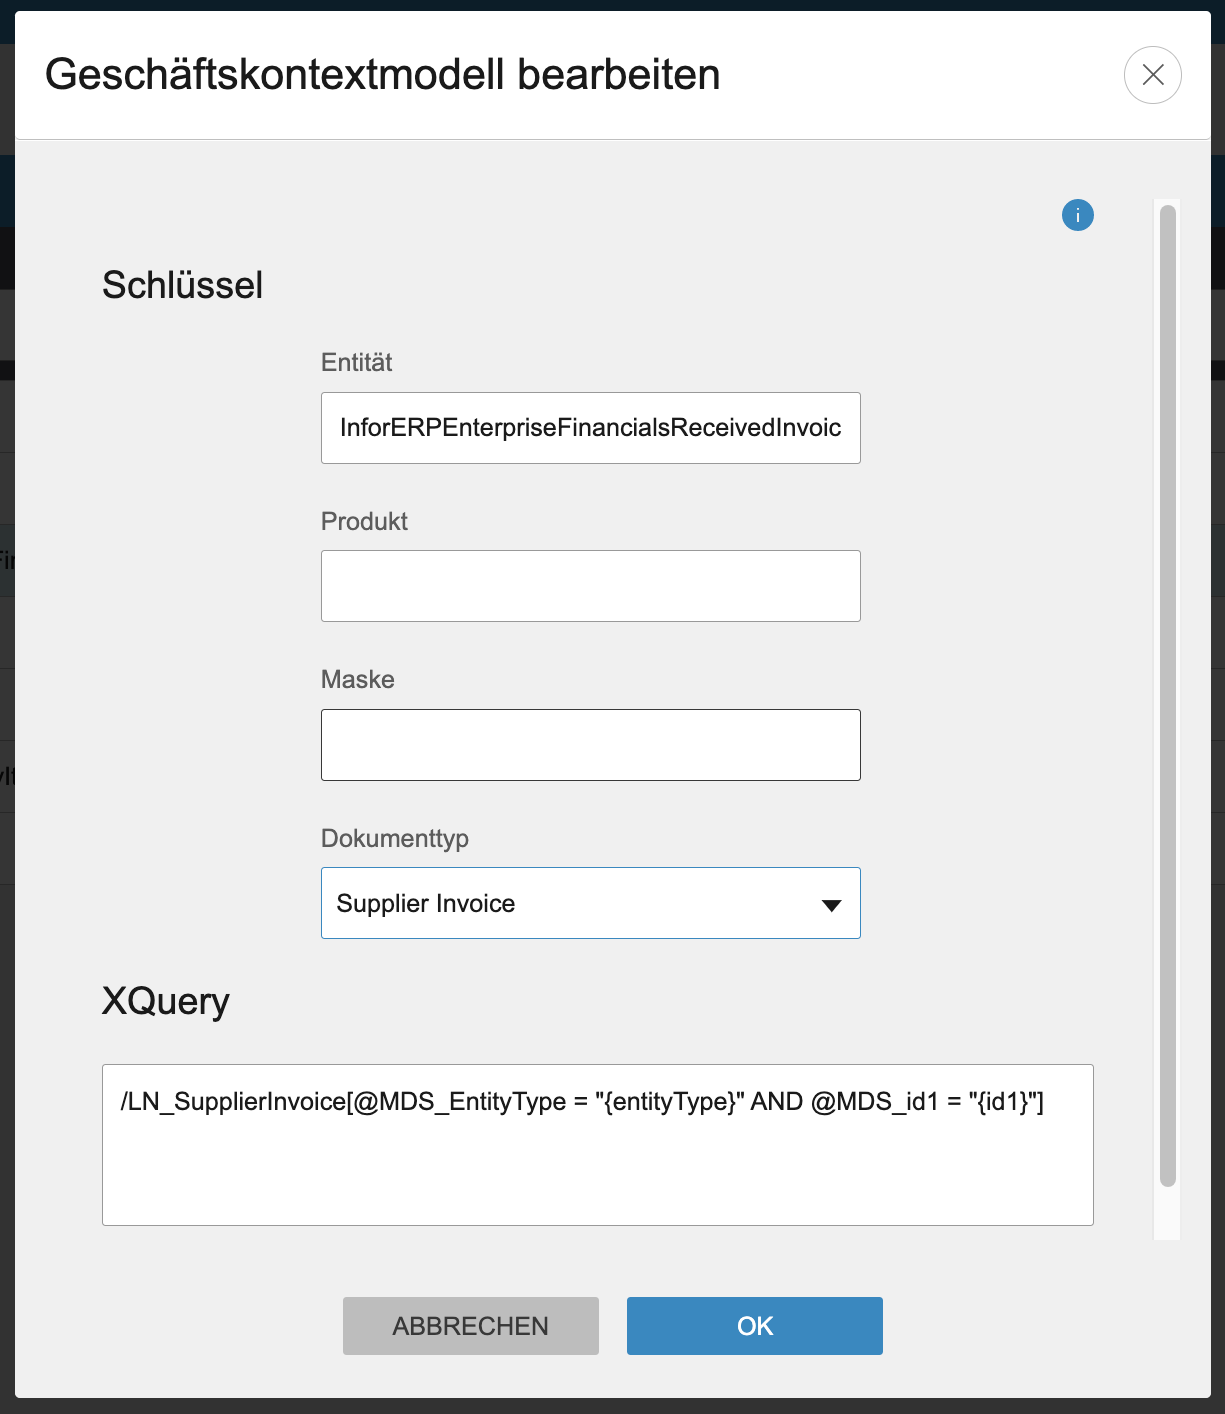 Geschäftskontextmodell bearbeiten
i
Schlüssel
Entität
InforERPEnterpriseFinancialsReceivedInvoic
Produkt
Maske
Dokumenttyp
Supplier Invoice
XQuery
/LN_SupplierInvoice[@MDS_EntityType = "{entityType}" AND @MDS_id1 = "{id1}"]
ABBRECHEN
OK